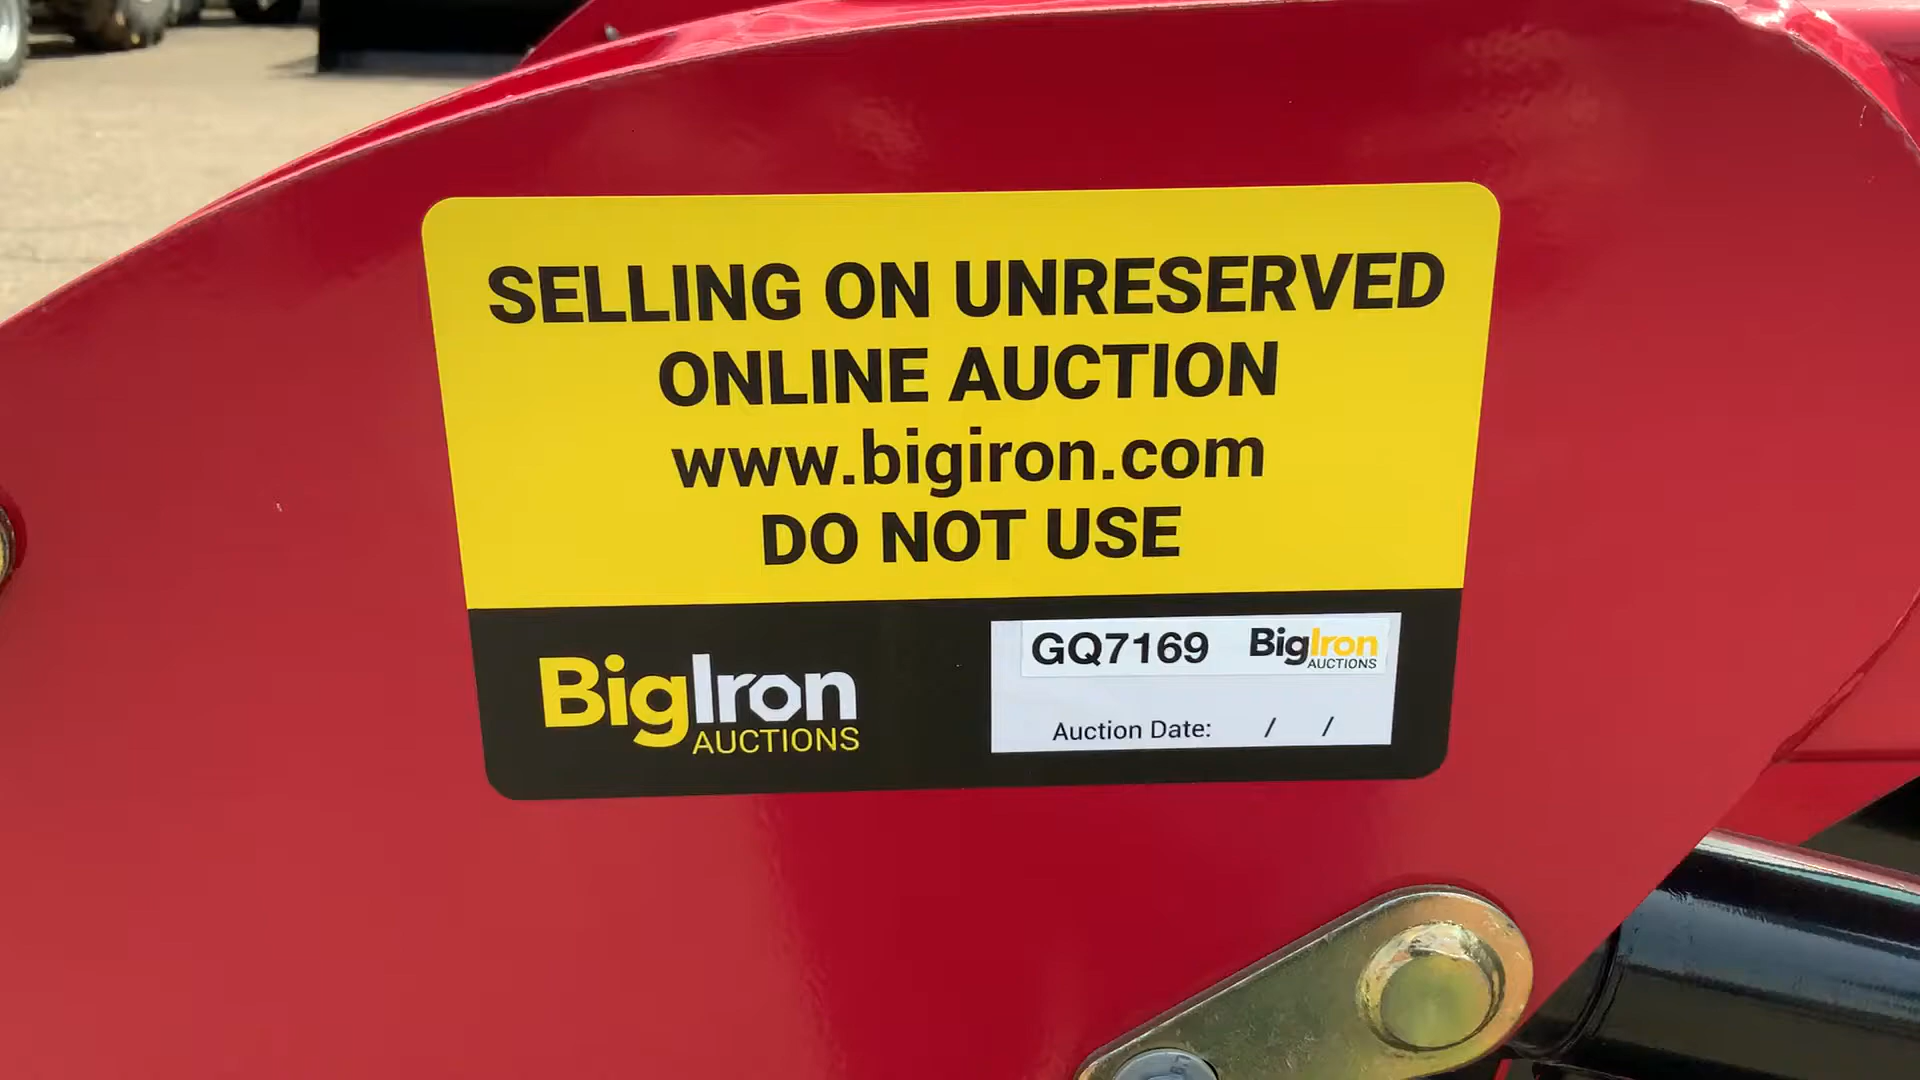 SELLING ON UNRESERVED
ONLINE AUCTION
www.bigiron.com
DO NOT USE
BigIron
AUCTIONS
GQ7169 BigIron
AUCTIONS
Auction Date: / /